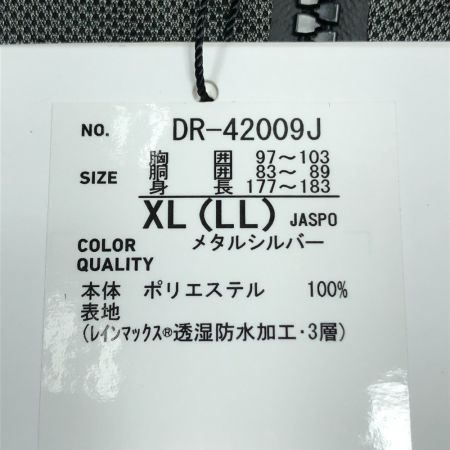 NO. DR-42009J
胸囲 97～103
SIZE 胴囲 83～ 89
身長 177～183
XL(LL) JASPO
COLOR メタルシルバー
QUALITY
本体 ポリエステル 100%
表地
(レインマックス®透湿防水加工・3層)